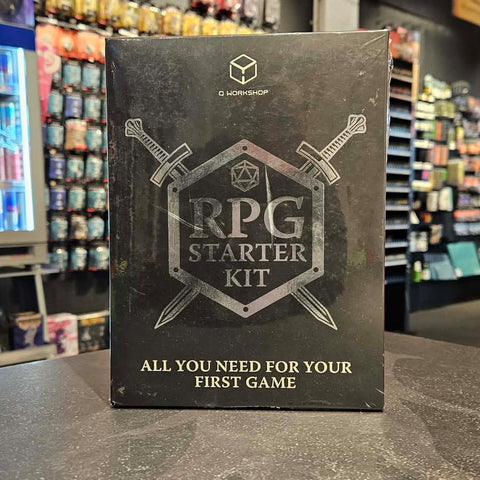 Q WORKSHOP
RPG
STARTER
KIT
ALL YOU NEED FOR YOUR
FIRST GAME